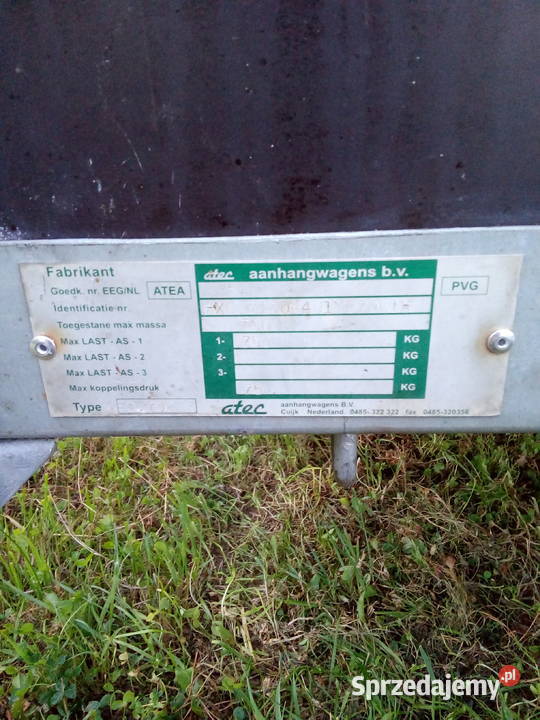 Fabrikant atec aanhangwagens b.v.
Goedk. nr. EEG/NL ATEA PVG
Identificatie-nr
Toegestane max massa
Max LAST - AS - 1 1- KG
Max LAST - AS - 2 2- KG
Max LAST - AS - 3 3- KG
Max koppelingsdruk KG
Type atec aanhangwagens B.V.
Cuijk Nederland 0485-322 322 fax 0485-320356
Sprzedajemy.pl